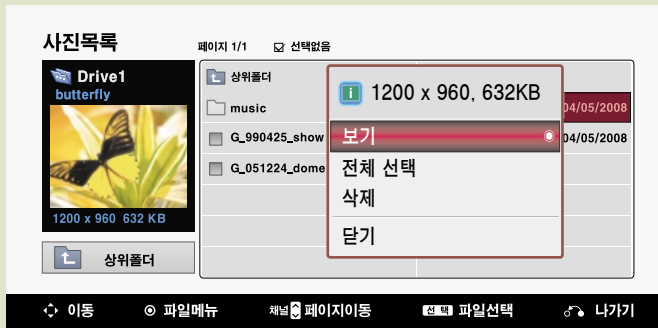 사진목록
페이지 1/1 선택없음
Drive1
butterfly
1200 x 960 632 KB
상위폴더
상위폴더
music
G_990425_show
G_051224_dome
04/05/2008
04/05/2008
1200 x 960, 632KB
보기
전체 선택
삭제
닫기
이동 파일메뉴 채널 페이지이동 선택 파일선택 나가기